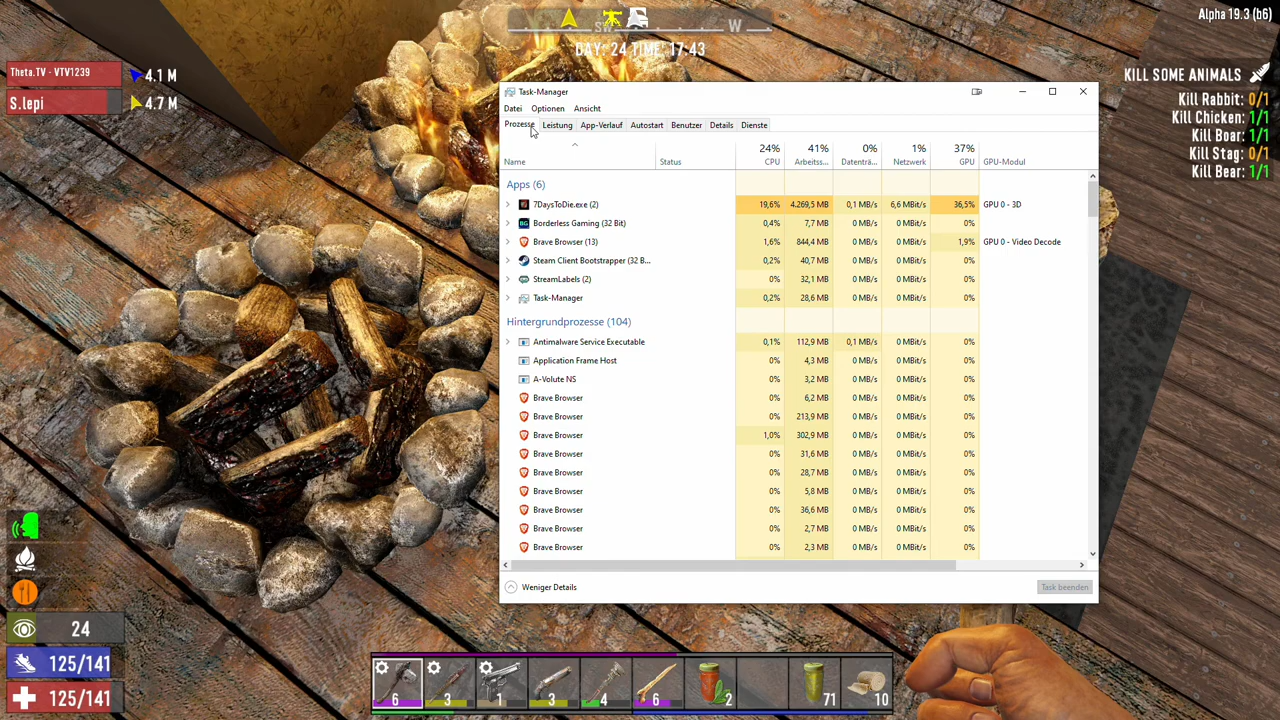 Alpha 19.3 (b6)
SW W
DAY: 24 TIME: 17:43
Theta.TV - VTV1239 4.1 M
S.lepi 4.7 M
KILL SOME ANIMALS
Kill Rabbit: 0/1
Kill Chicken: 1/1
Kill Boar: 1/1
Kill Stag: 0/1
Kill Bear: 1/1
Task-Manager
Datei Optionen Ansicht
Prozesse Leistung App-Verlauf Autostart Benutzer Details Dienste
24% 41% 0% 1% 37%
Name Status CPU Arbeitss... Datenträ... Netzwerk GPU GPU-Modul
Apps (6)
7DaysToDie.exe (2) 19,6% 4.269,5 MB 0,1 MB/s 6,6 MBit/s 36,5% GPU 0 - 3D
Borderless Gaming (32 Bit) 0,4% 7,7 MB 0 MB/s 0 MBit/s 0%
Brave Browser (13) 1,6% 844,4 MB 0 MB/s 0 MBit/s 1,9% GPU 0 - Video Decode
Steam Client Bootstrapper (32 B... 0,2% 40,7 MB 0 MB/s 0 MBit/s 0%
StreamLabels (2) 0% 32,1 MB 0 MB/s 0 MBit/s 0%
Task-Manager 0,2% 28,6 MB 0 MB/s 0 MBit/s 0%
Hintergrundprozesse (104)
Antimalware Service Executable 0,1% 112,9 MB 0,1 MB/s 0 MBit/s 0%
Application Frame Host 0% 4,3 MB 0 MB/s 0 MBit/s 0%
A-Volute NS 0% 3,2 MB 0 MB/s 0 MBit/s 0%
Brave Browser 0% 6,2 MB 0 MB/s 0 MBit/s 0%
Brave Browser 0% 213,9 MB 0 MB/s 0 MBit/s 0%
Brave Browser 1,0% 302,9 MB 0 MB/s 0 MBit/s 0%
Brave Browser 0% 31,6 MB 0 MB/s 0 MBit/s 0%
Brave Browser 0% 28,7 MB 0 MB/s 0 MBit/s 0%
Brave Browser 0% 5,8 MB 0 MB/s 0 MBit/s 0%
Brave Browser 0% 36,6 MB 0 MB/s 0 MBit/s 0%
Brave Browser 0% 2,7 MB 0 MB/s 0 MBit/s 0%
Brave Browser 0% 2,3 MB 0 MB/s 0 MBit/s 0%
Weniger Details Task beenden
24
125/141
125/141
6 3 1 3 4 6 2 71 10